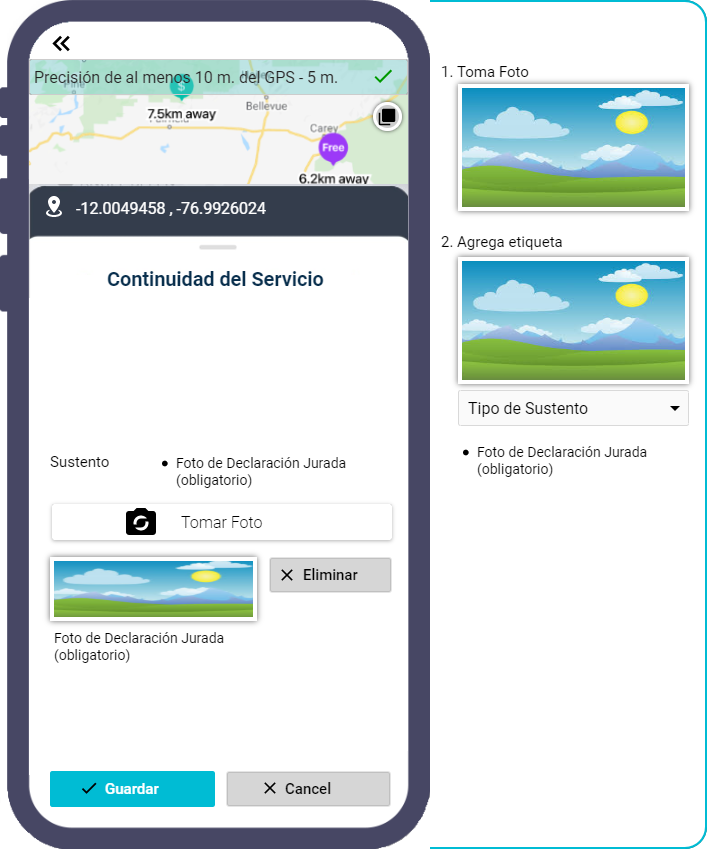 Precisión de al menos 10 m. del GPS - 5 m.
$
7.5km away
Bellevue
Carey
Free
6.2km away
-12.0049458 , -76.9926024
Continuidad del Servicio
Sustento
• Foto de Declaración Jurada
(obligatorio)
Tomar Foto
Eliminar
Foto de Declaración Jurada
(obligatorio)
Guardar
Cancel
1. Toma Foto
2. Agrega etiqueta
Tipo de Sustento
• Foto de Declaración Jurada
(obligatorio)